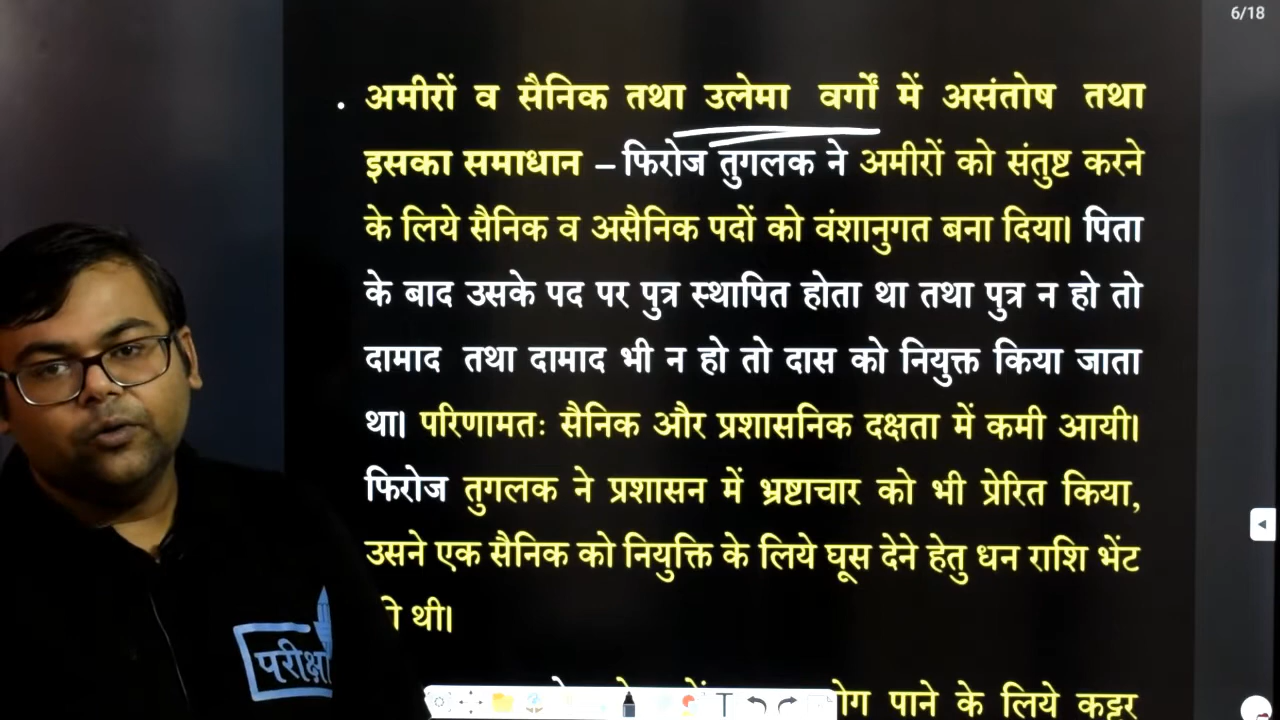 6/18
. अमीरों व सैनिक तथा उलेमा वर्गों में असंतोष तथा
इसका समाधान – फिरोज तुगलक ने अमीरों को संतुष्ट करने
के लिये सैनिक व असैनिक पदों को वंशानुगत बना दिया। पिता
के बाद उसके पद पर पुत्र स्थापित होता था तथा पुत्र न हो तो
दामाद तथा दामाद भी न हो तो दास को नियुक्त किया जाता
था। परिणामतः सैनिक और प्रशासनिक दक्षता में कमी आयी।
फिरोज तुगलक ने प्रशासन में भ्रष्टाचार को भी प्रेरित किया,
उसने एक सैनिक को नियुक्ति के लिये घूस देने हेतु धन राशि भेंट
थी।
परीक्षा
पाने के लिये कट्टर